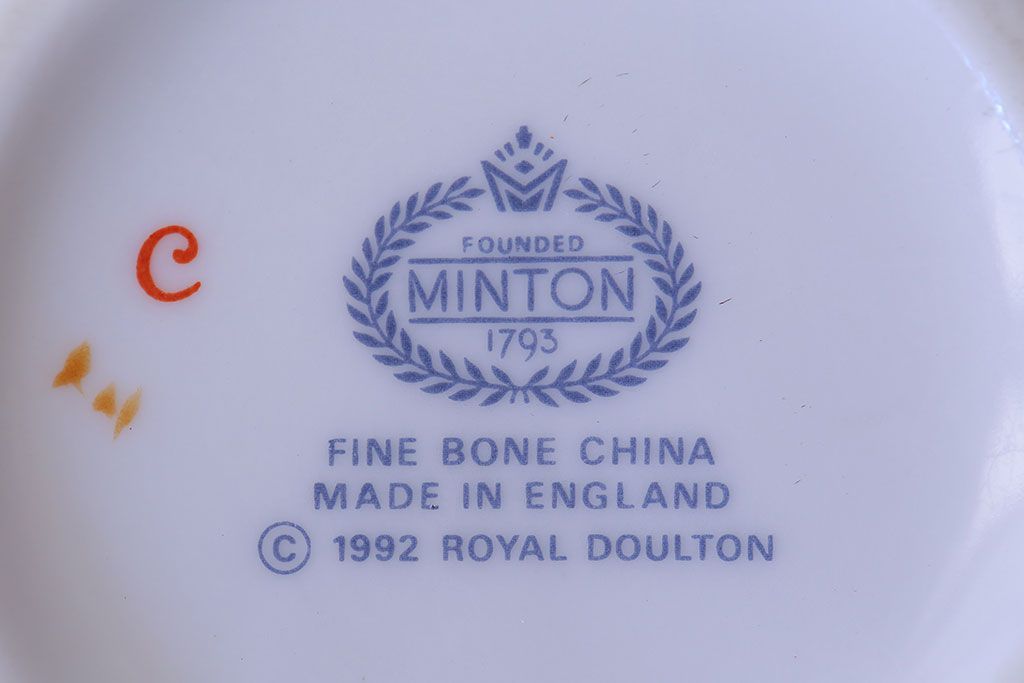 FOUNDED
MINTON
1793
C
FINE BONE CHINA
MADE IN ENGLAND
© 1992 ROYAL DOULTON